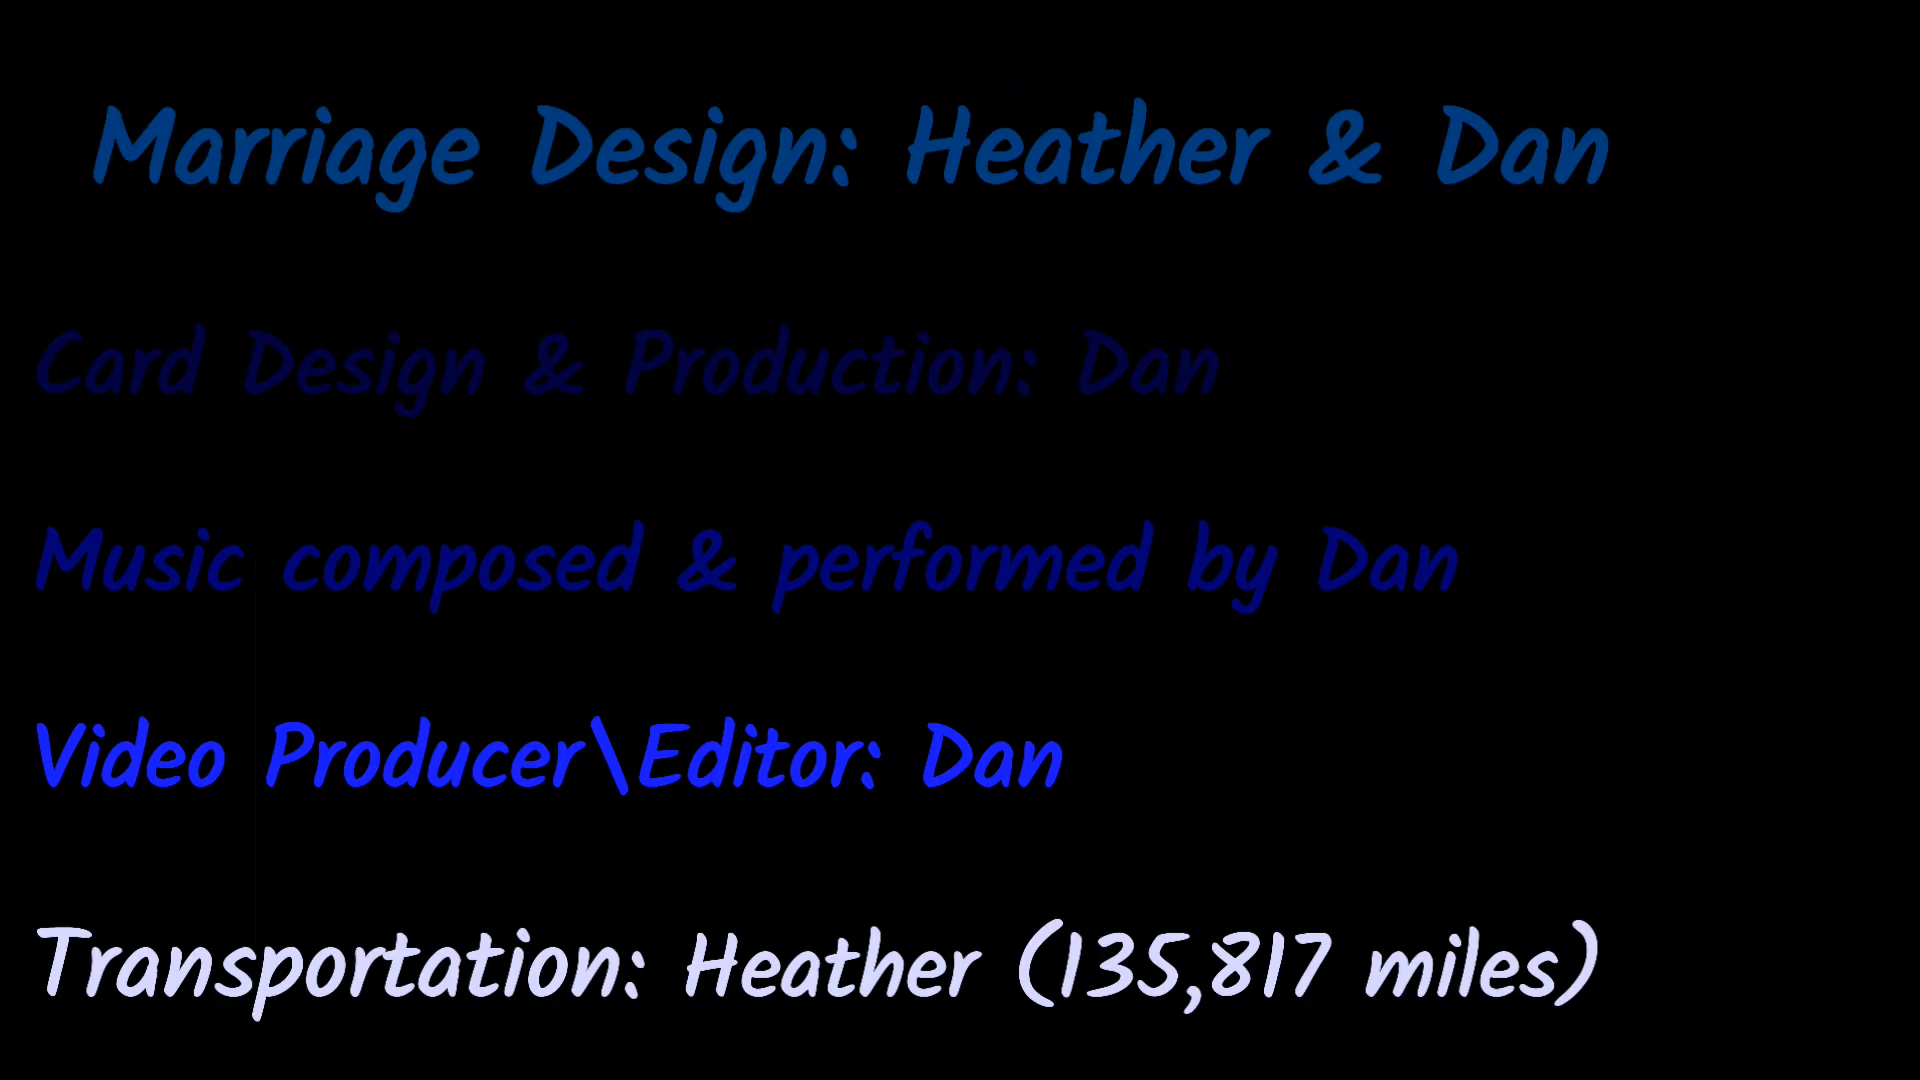 Marriage Design: Heather & Dan
Card Design & Production: Dan
Music composed & performed by Dan
Video Producer\Editor: Dan
Transportation: Heather (135,817 miles)